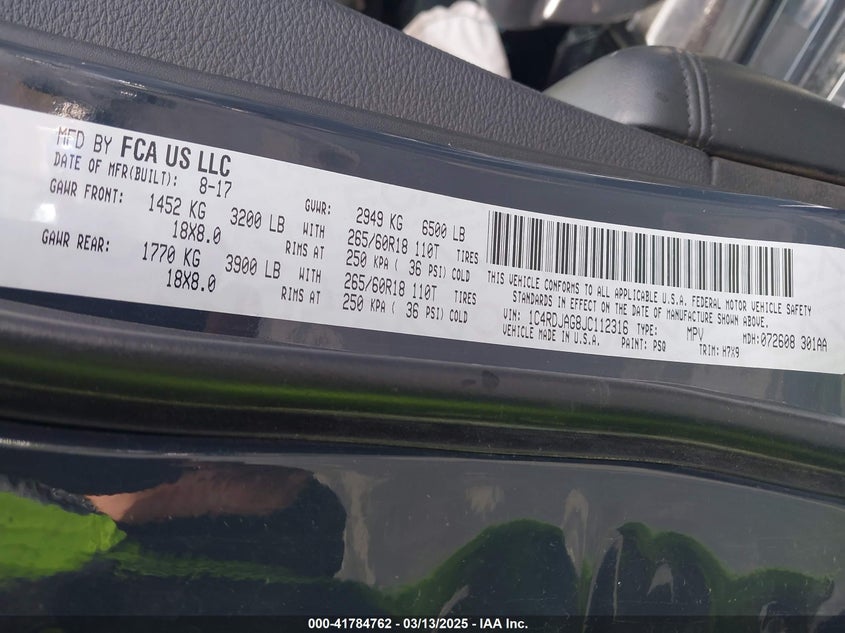 MFD BY FCA US LLC
DATE OF MFR(BUILT): 8-17
GVWR: 2949 KG 6500 LB
GAWR FRONT: 1452 KG 3200 LB WITH 265/60R18 110T TIRES
18X8.0 RIMS AT 250 KPA ( 36 PSI) COLD
GAWR REAR: 1770 KG 3900 LB WITH 265/60R18 110T TIRES
18X8.0 RIMS AT 250 KPA ( 36 PSI) COLD
THIS VEHICLE CONFORMS TO ALL APPLICABLE U.S.A. FEDERAL MOTOR VEHICLE SAFETY
STANDARDS IN EFFECT ON THE DATE OF MANUFACTURE SHOWN ABOVE.
VIN: 1C4RDJAG8JC112316 TYPE: MPV MDH:072608 301AA
VEHICLE MADE IN U.S.A. PAINT: PSQ TRIM: H7X9
000-41784762 - 03/13/2025 - IAA Inc.